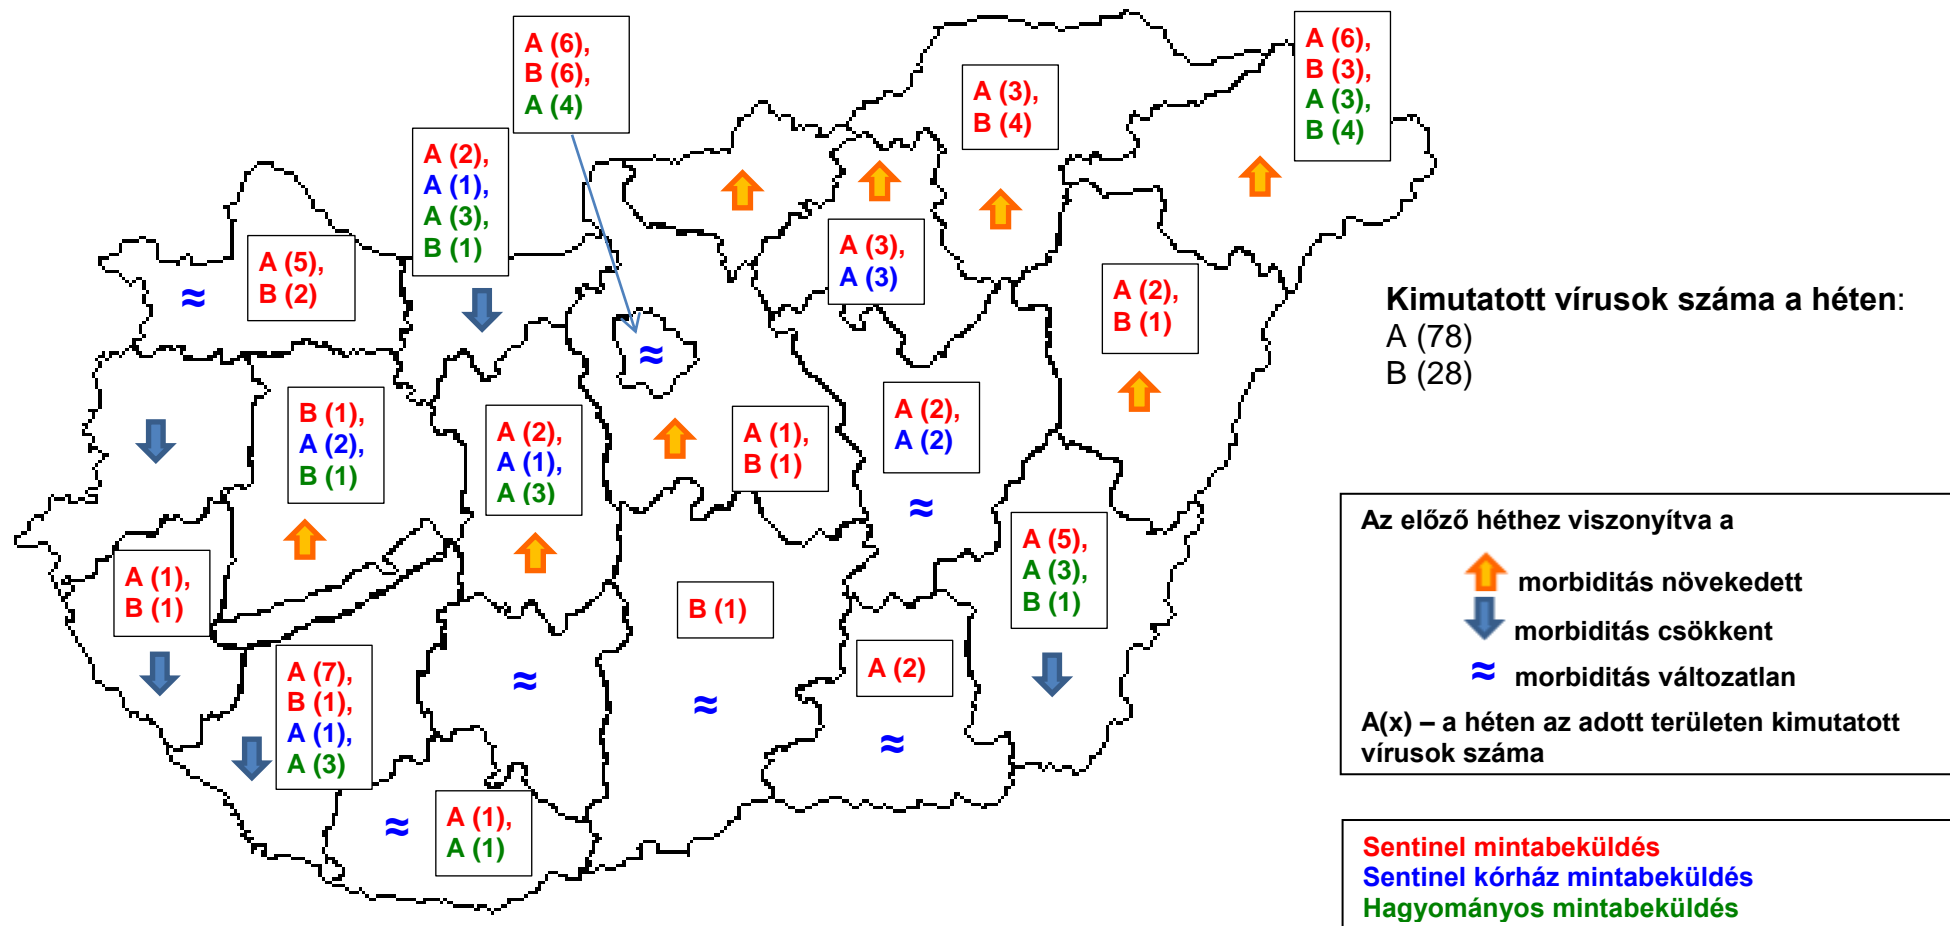 A (6),
B (6),
A (4)
A (6),
B (3),
A (3),
B (4)
A (3),
B (4)
A (2),
A (1),
A (3),
B (1)
A (5),
B (2)
A (3),
A (3)
A (2),
B (1)
Kimutatott vírusok száma a héten:
A (78)
B (28)
B (1),
A (2),
B (1)
A (2),
A (1),
A (3)
A (1),
B (1)
A (2),
A (2)
A (5),
A (3),
B (1)
A (1),
B (1)
B (1)
A (2)
A (7),
B (1),
A (1),
A (3)
A (1),
A (1)
Az előző héthez viszonyítva a
morbiditás növekedett
morbiditás csökkent
≈ morbiditás változatlan
A(x) – a héten az adott területen kimutatott
vírusok száma
Sentinel mintabeküldés
Sentinel kórház mintabeküldés
Hagyományos mintabeküldés